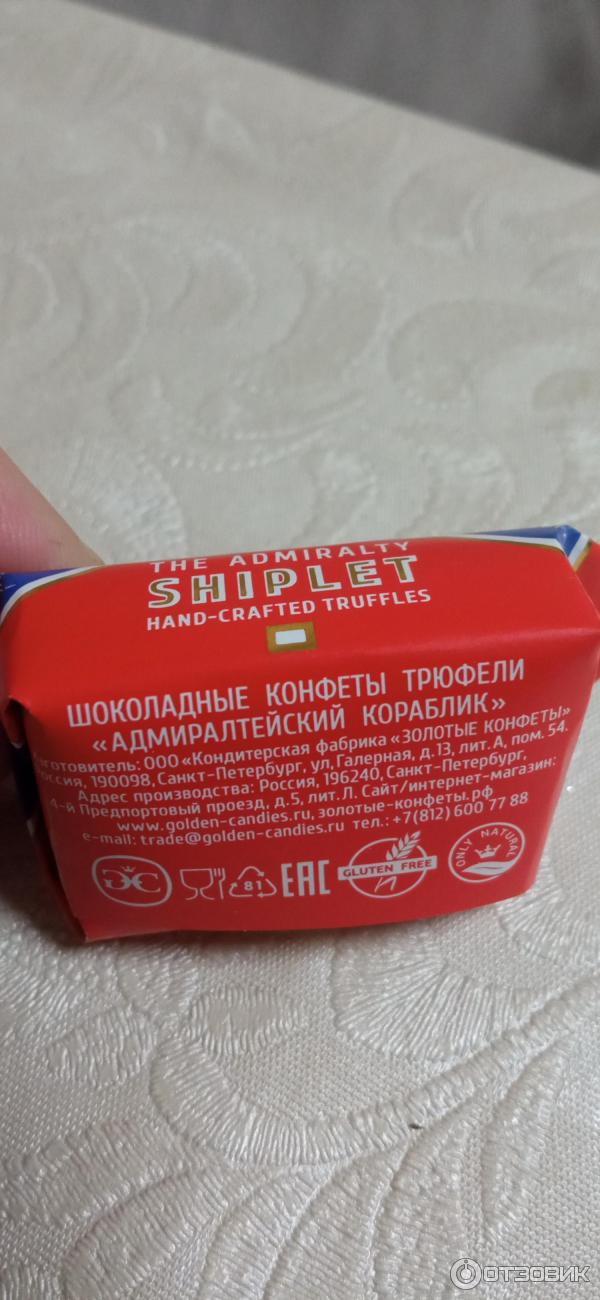 THE ADMIRALTY
SHIPLET
HAND-CRAFTED TRUFFLES
ШОКОЛАДНЫЕ КОНФЕТЫ ТРЮФЕЛИ
«АДМИРАЛТЕЙСКИЙ КОРАБЛИК»
зготовитель: ООО «Кондитерская фабрика «ЗОЛОТЫЕ КОНФЕТЫ»
оссия, 190098, Санкт-Петербург, ул. Галерная, д.13, лит. А, пом. 54.
Адрес производства: Россия, 196240, Санкт-Петербург,
4-й Предпортовый проезд, д.5, лит.Л. Сайт/интернет-магазин:
www.golden-candies.ru, золотые-конфеты.рф
e-mail: trade@golden-candies.ru тел.: +7(812) 600 77 88
81 EAC GLUTEN FREE ONLY NATURAL
ОТЗОВИК